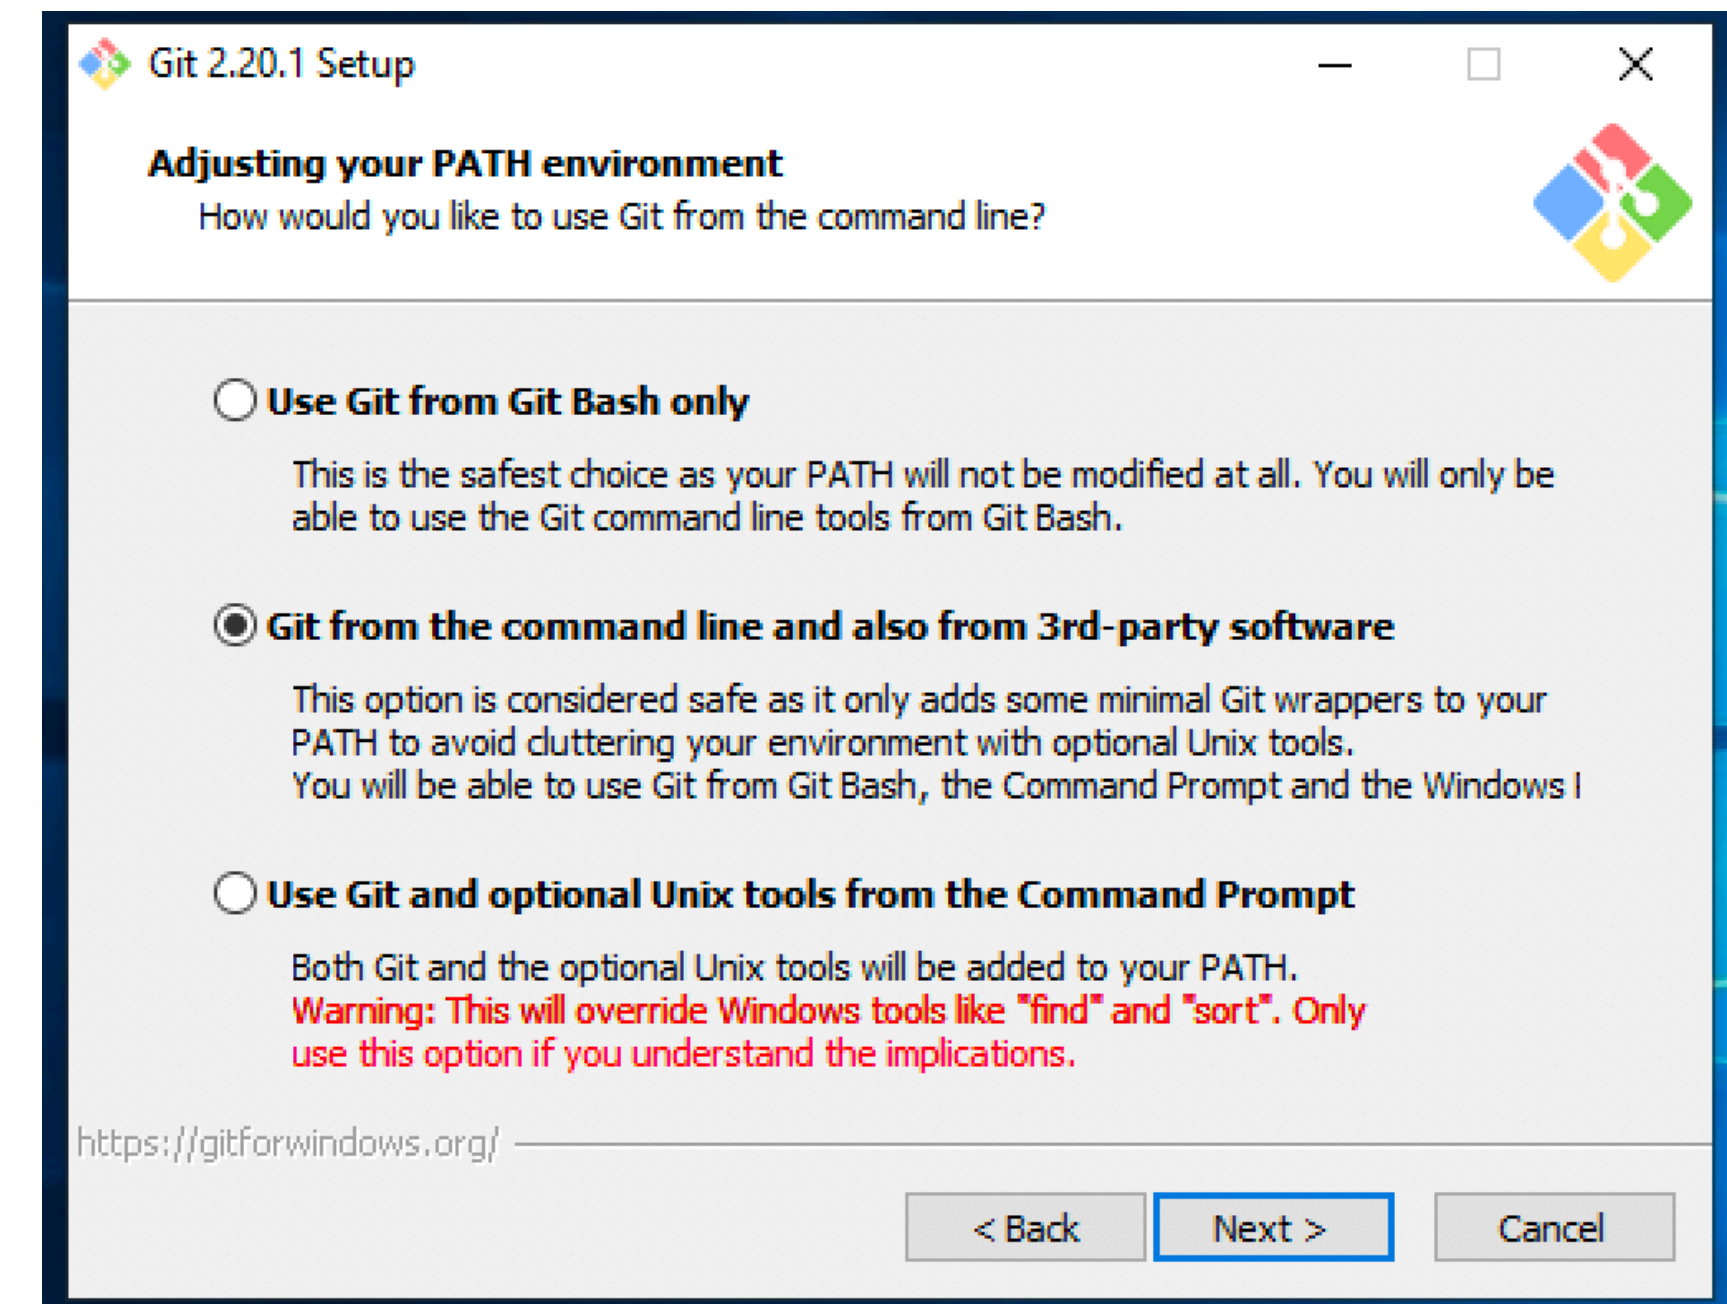 Git 2.20.1 Setup
Adjusting your PATH environment
How would you like to use Git from the command line?
Use Git from Git Bash only
This is the safest choice as your PATH will not be modified at all. You will only be
able to use the Git command line tools from Git Bash.
Git from the command line and also from 3rd-party software
This option is considered safe as it only adds some minimal Git wrappers to your
PATH to avoid cluttering your environment with optional Unix tools.
You will be able to use Git from Git Bash, the Command Prompt and the Windows
Use Git and optional Unix tools from the Command Prompt
Both Git and the optional Unix tools will be added to your PATH.
Warning: This will override Windows tools like "find" and "sort". Only
use this option if you understand the implications.
https://gitforwindows.org/
< Back
Next >
Cancel